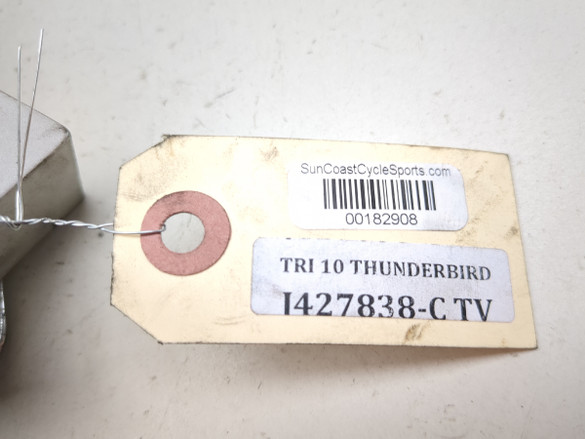 SunCoastCycleSports.com
00182908
TRI 10 THUNDERBIRD
I427838-C TV